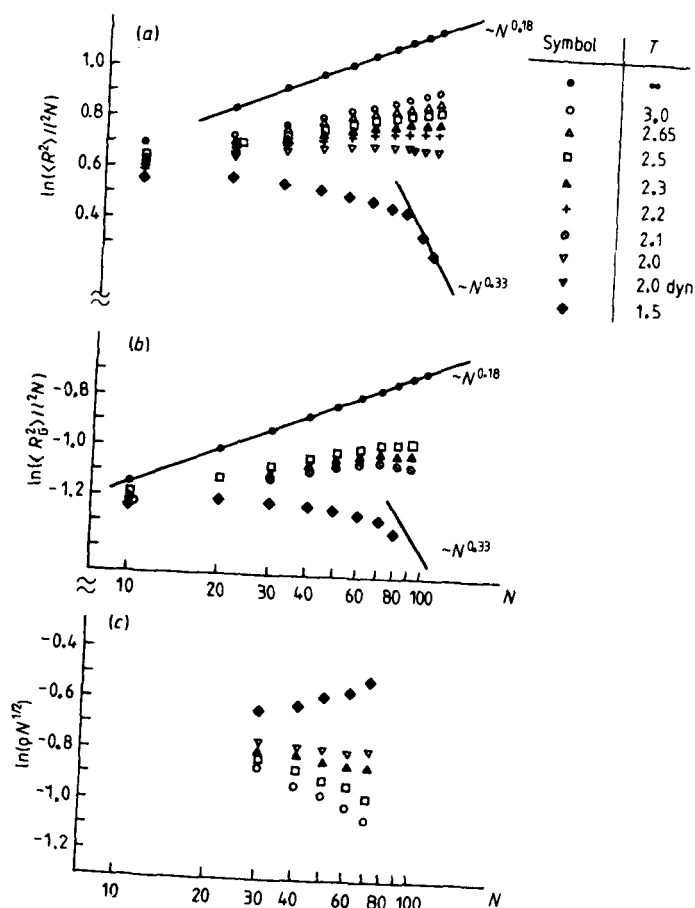 (a)
~N^0.18
1.0
0.8
0.6
0.4
ln(⟨R²⟩/l²N)
~N^0.33
Symbol T
● ∞
○ 3.0
△ 2.65
□ 2.5
▲ 2.3
+ 2.2
2.1
▽ 2.0
▼ 2.0 dyn
◆ 1.5
(b)
~N^0.18
-0.8
-1.0
-1.2
ln(⟨R_G²⟩/l²N)
~N^0.33
10 20 30 40 60 80 100 N
(c)
-0.4
-0.6
-0.8
-1.0
-1.2
ln(ρN^1/2)
10 20 30 40 60 80 100 N